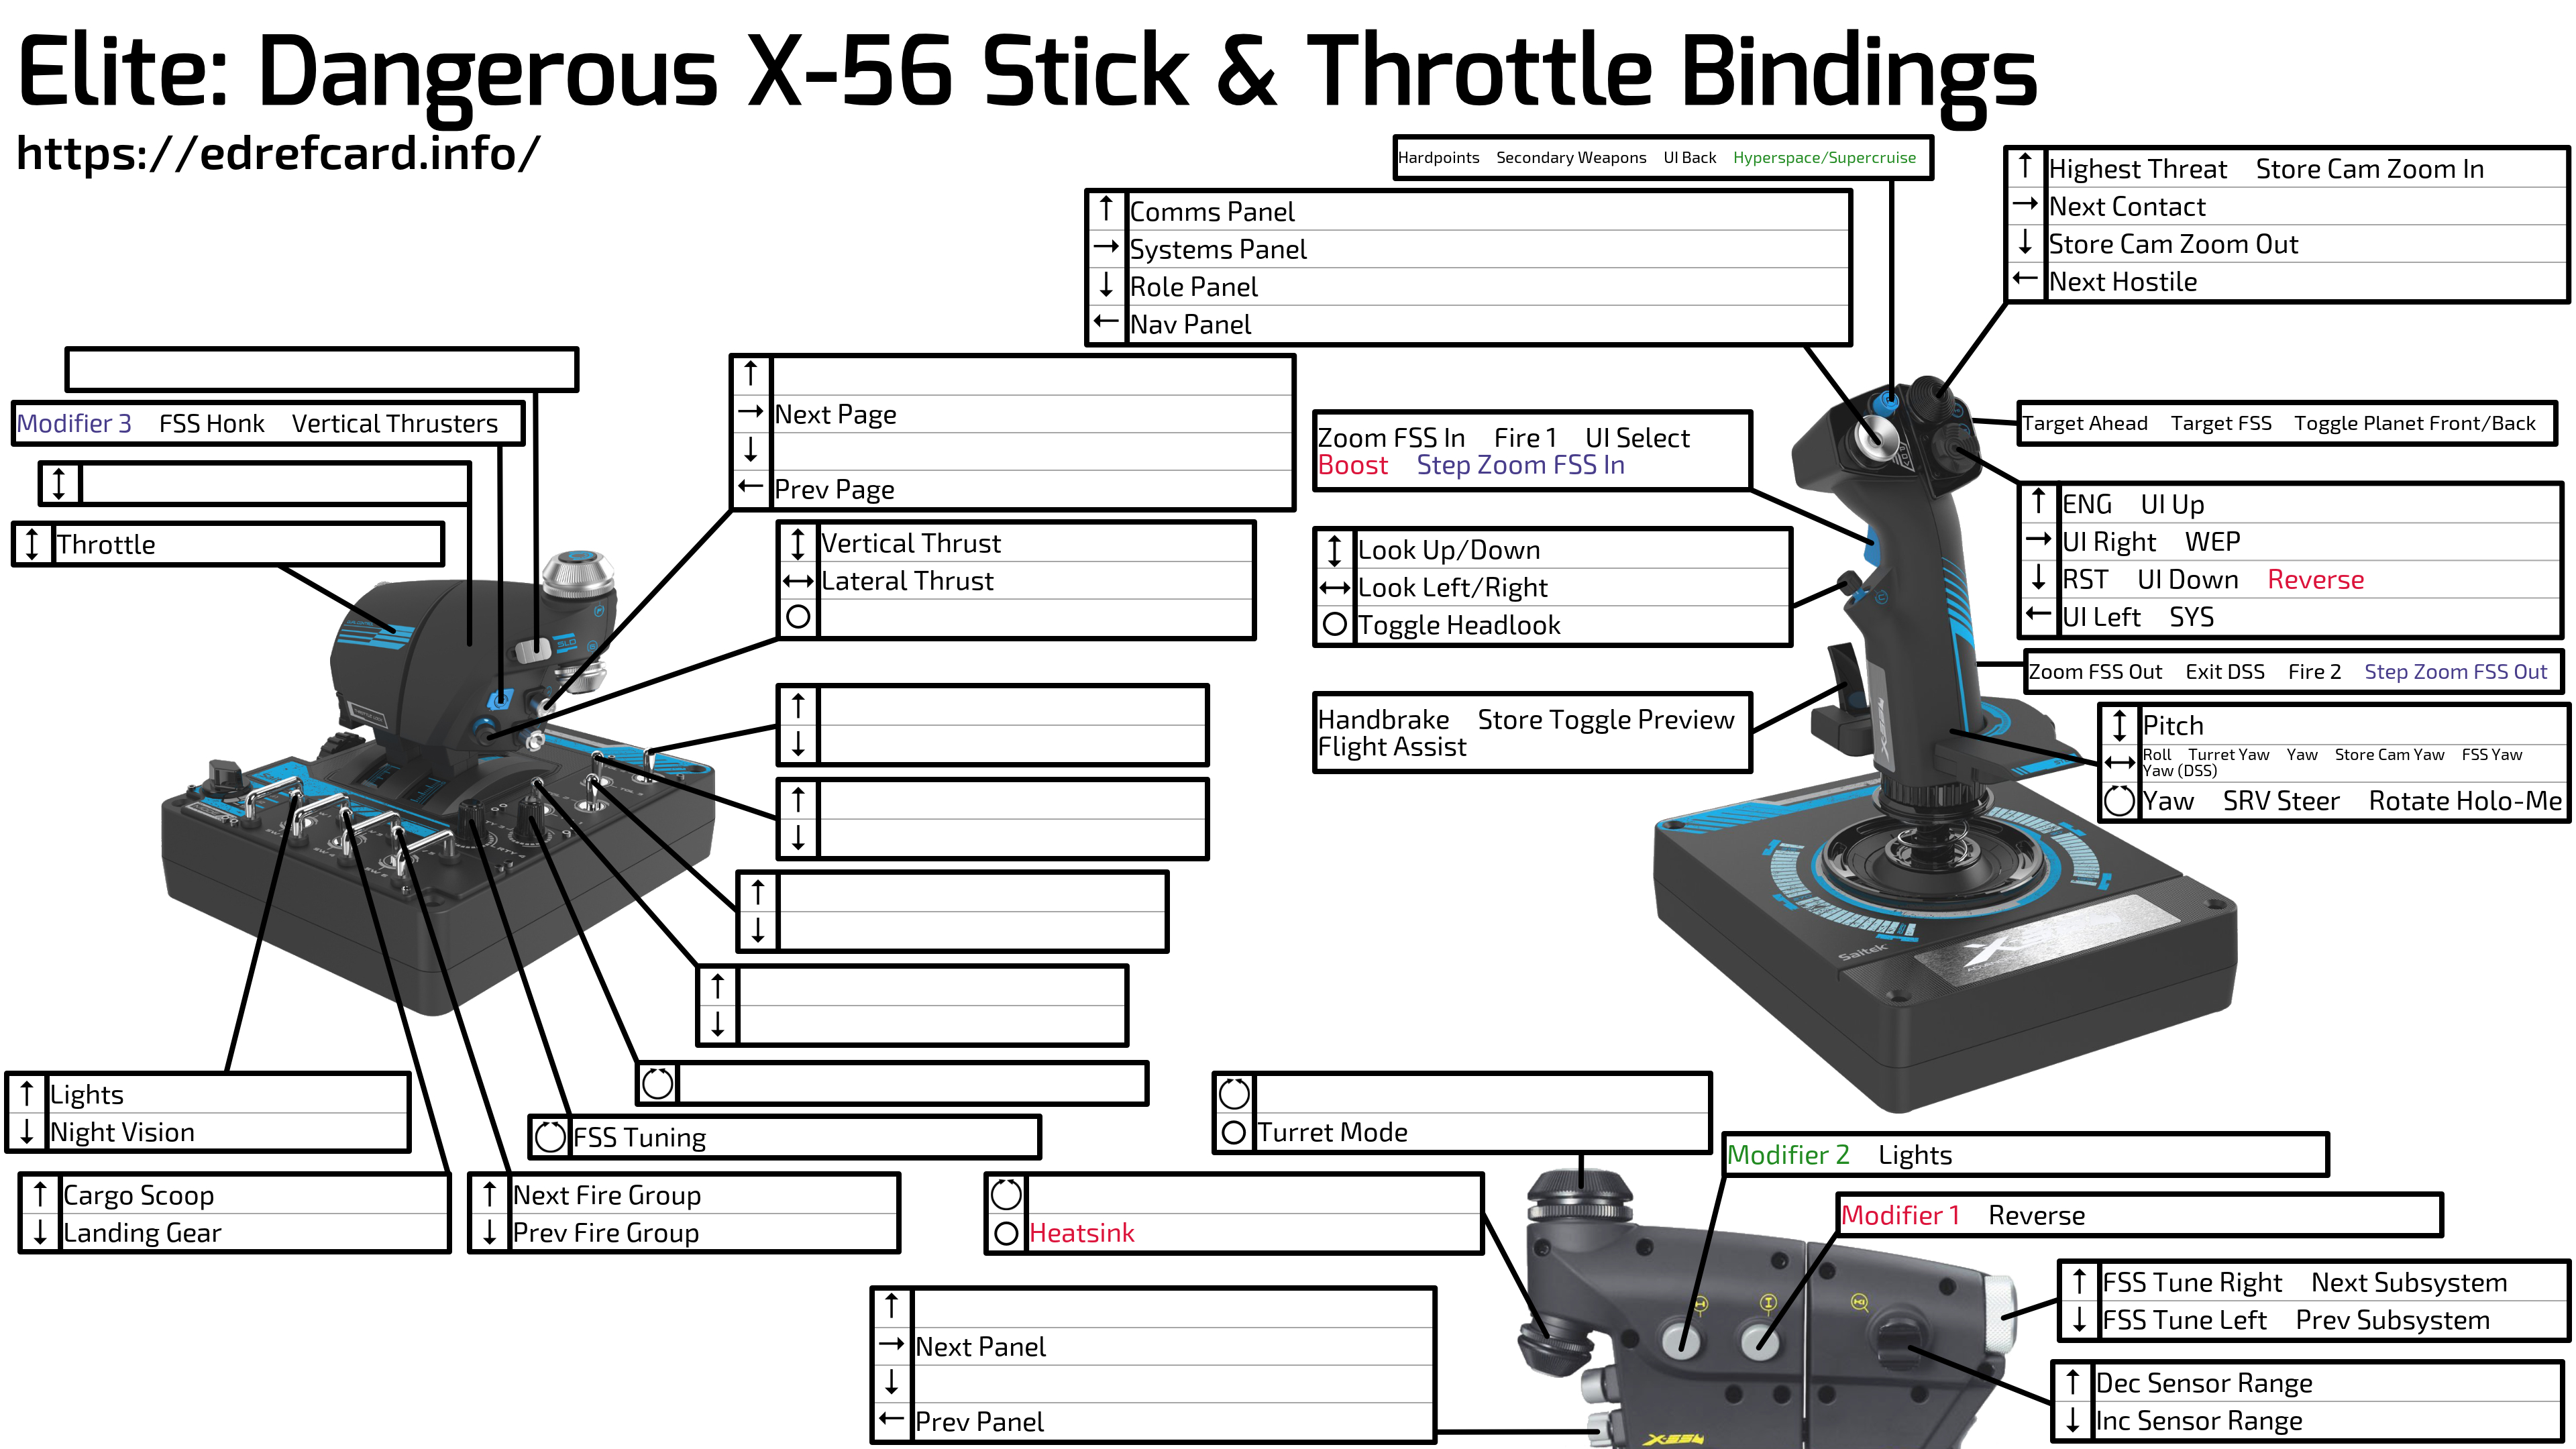 Elite: Dangerous X-56 Stick & Throttle Bindings
https://edrefcard.info/
Hardpoints Secondary Weapons UI Back Hyperspace/Supercruise
↑ Highest Threat Store Cam Zoom In
→ Next Contact
↓ Store Cam Zoom Out
← Next Hostile
↑ Comms Panel
→ Systems Panel
↓ Role Panel
← Nav Panel
Modifier 3 FSS Honk Vertical Thrusters
↕
↕ Throttle
↑
→ Next Page
↓
← Prev Page
↕ Vertical Thrust
↔ Lateral Thrust
○
↑
↓
↑
↓
↑
↓
↑
↓
Zoom FSS In Fire 1 UI Select
Boost Step Zoom FSS In
↕ Look Up/Down
↔ Look Left/Right
○ Toggle Headlook
Handbrake Store Toggle Preview
Flight Assist
Target Ahead Target FSS Toggle Planet Front/Back
↑ ENG UI Up
→ UI Right WEP
↓ RST UI Down Reverse
← UI Left SYS
Zoom FSS Out Exit DSS Fire 2 Step Zoom FSS Out
↕ Pitch
↔ Roll Turret Yaw Yaw Store Cam Yaw FSS Yaw
Yaw (DSS)
Yaw SRV Steer Rotate Holo-Me
Saitek
↑ Lights
↓ Night Vision
FSS Tuning
↑ Cargo Scoop
↓ Landing Gear
↑ Next Fire Group
↓ Prev Fire Group
○ Turret Mode
○ Heatsink
Modifier 2 Lights
Modifier 1 Reverse
↑ FSS Tune Right Next Subsystem
↓ FSS Tune Left Prev Subsystem
↑ Dec Sensor Range
↓ Inc Sensor Range
↑
→ Next Panel
↓
← Prev Panel